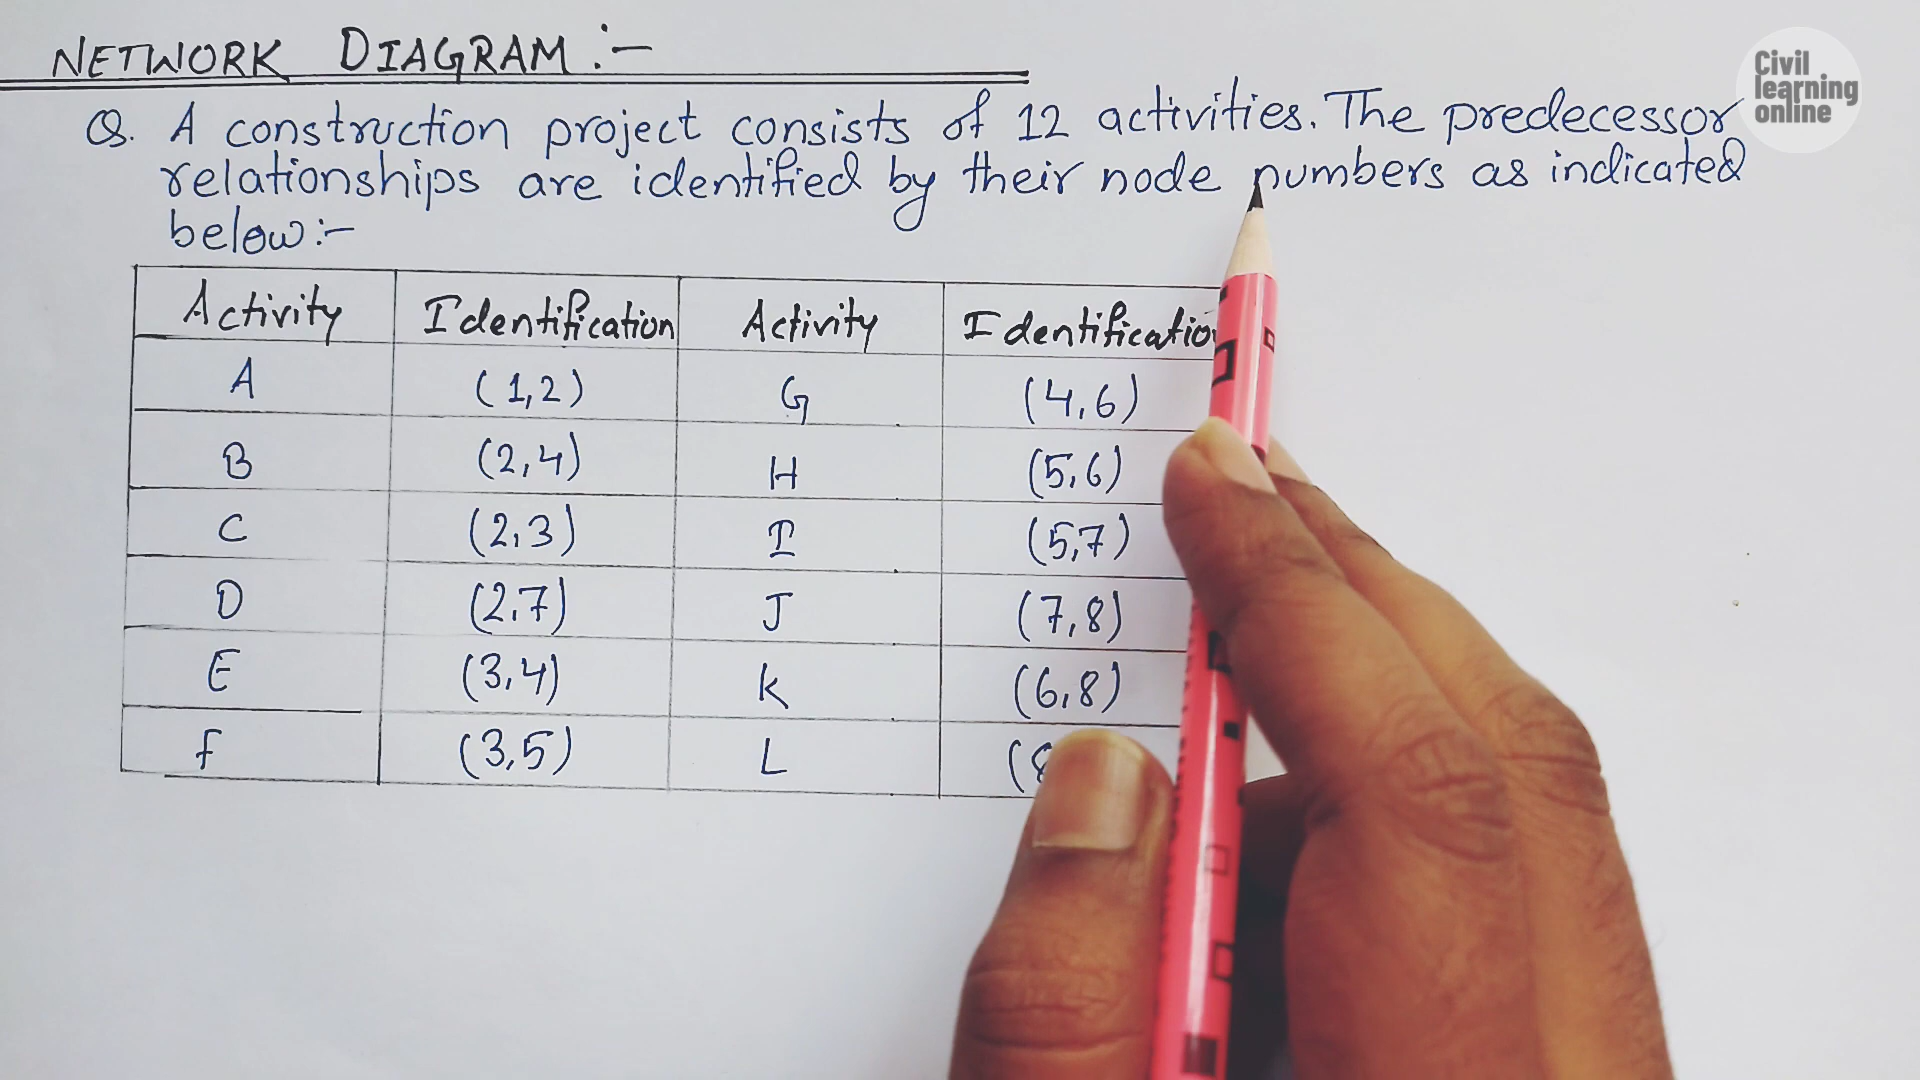 NETWORK DIAGRAM :-
Civil
learning
online
Q. A construction project consists of 12 activities. The predecessor
relationships are identified by their node numbers as indicated
below:-
Activity Identification Activity Identificatio
A (1,2) G (4,6)
B (2,4) H (5,6)
C (2,3) I (5,7)
D (2,7) J (7,8)
E (3,4) K (6,8)
F (3,5) L (8